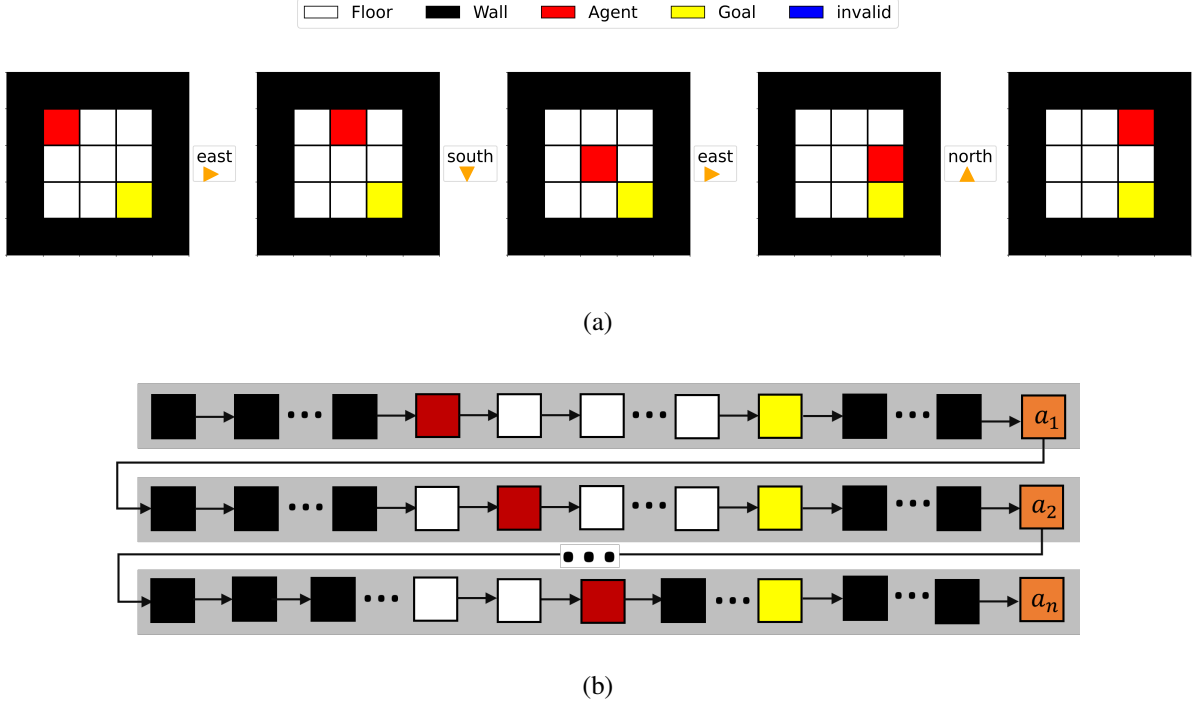 Floor Wall Agent Goal invalid
east south east north
(a)
a₁
a₂
aₙ
(b)